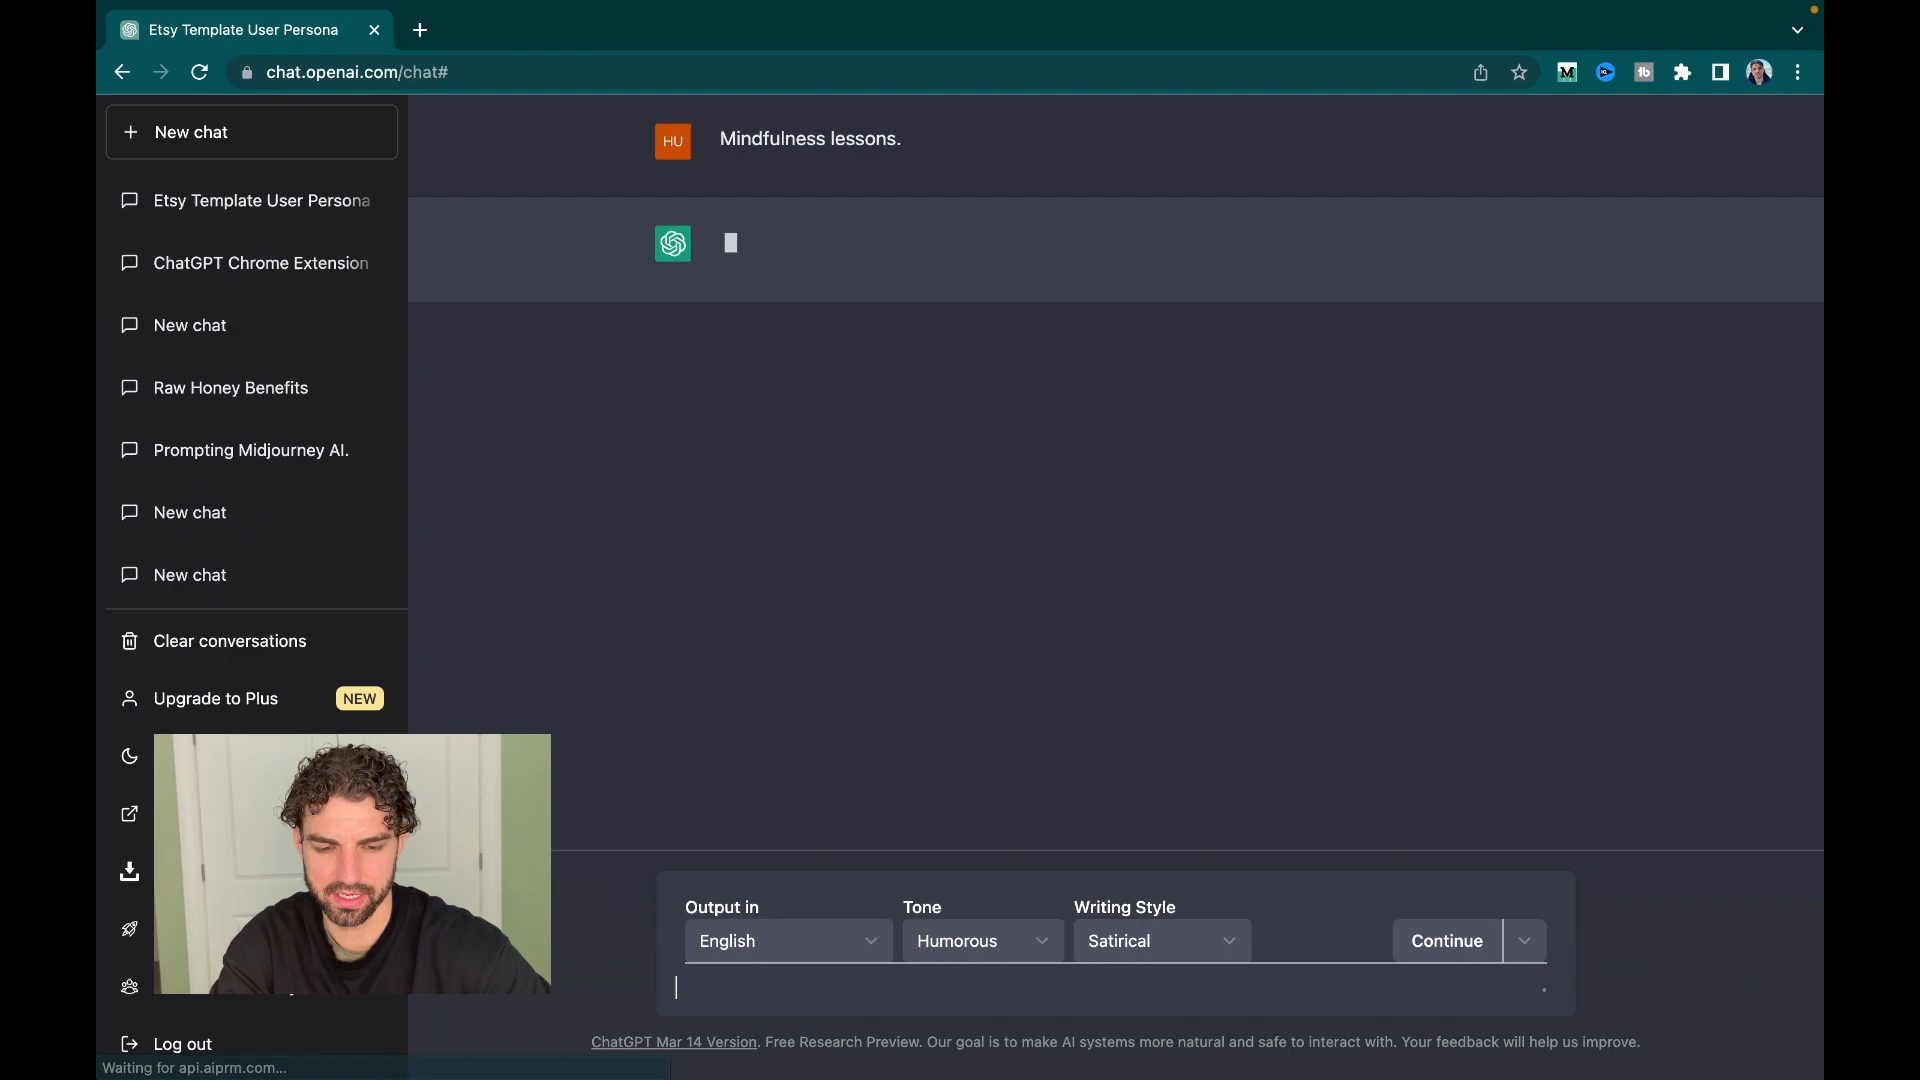 Etsy Template User Persona
chat.openai.com/chat#
New chat
HU
Mindfulness lessons.
Etsy Template User Persona
ChatGPT Chrome Extension
New chat
Raw Honey Benefits
Prompting Midjourney AI.
New chat
New chat
Clear conversations
Upgrade to Plus
NEW
Output in
Tone
Writing Style
English
Humorous
Satirical
Continue
ChatGPT Mar 14 Version. Free Research Preview. Our goal is to make AI systems more natural and safe to interact with. Your feedback will help us improve.
Log out
Waiting for api.aiprm.com...